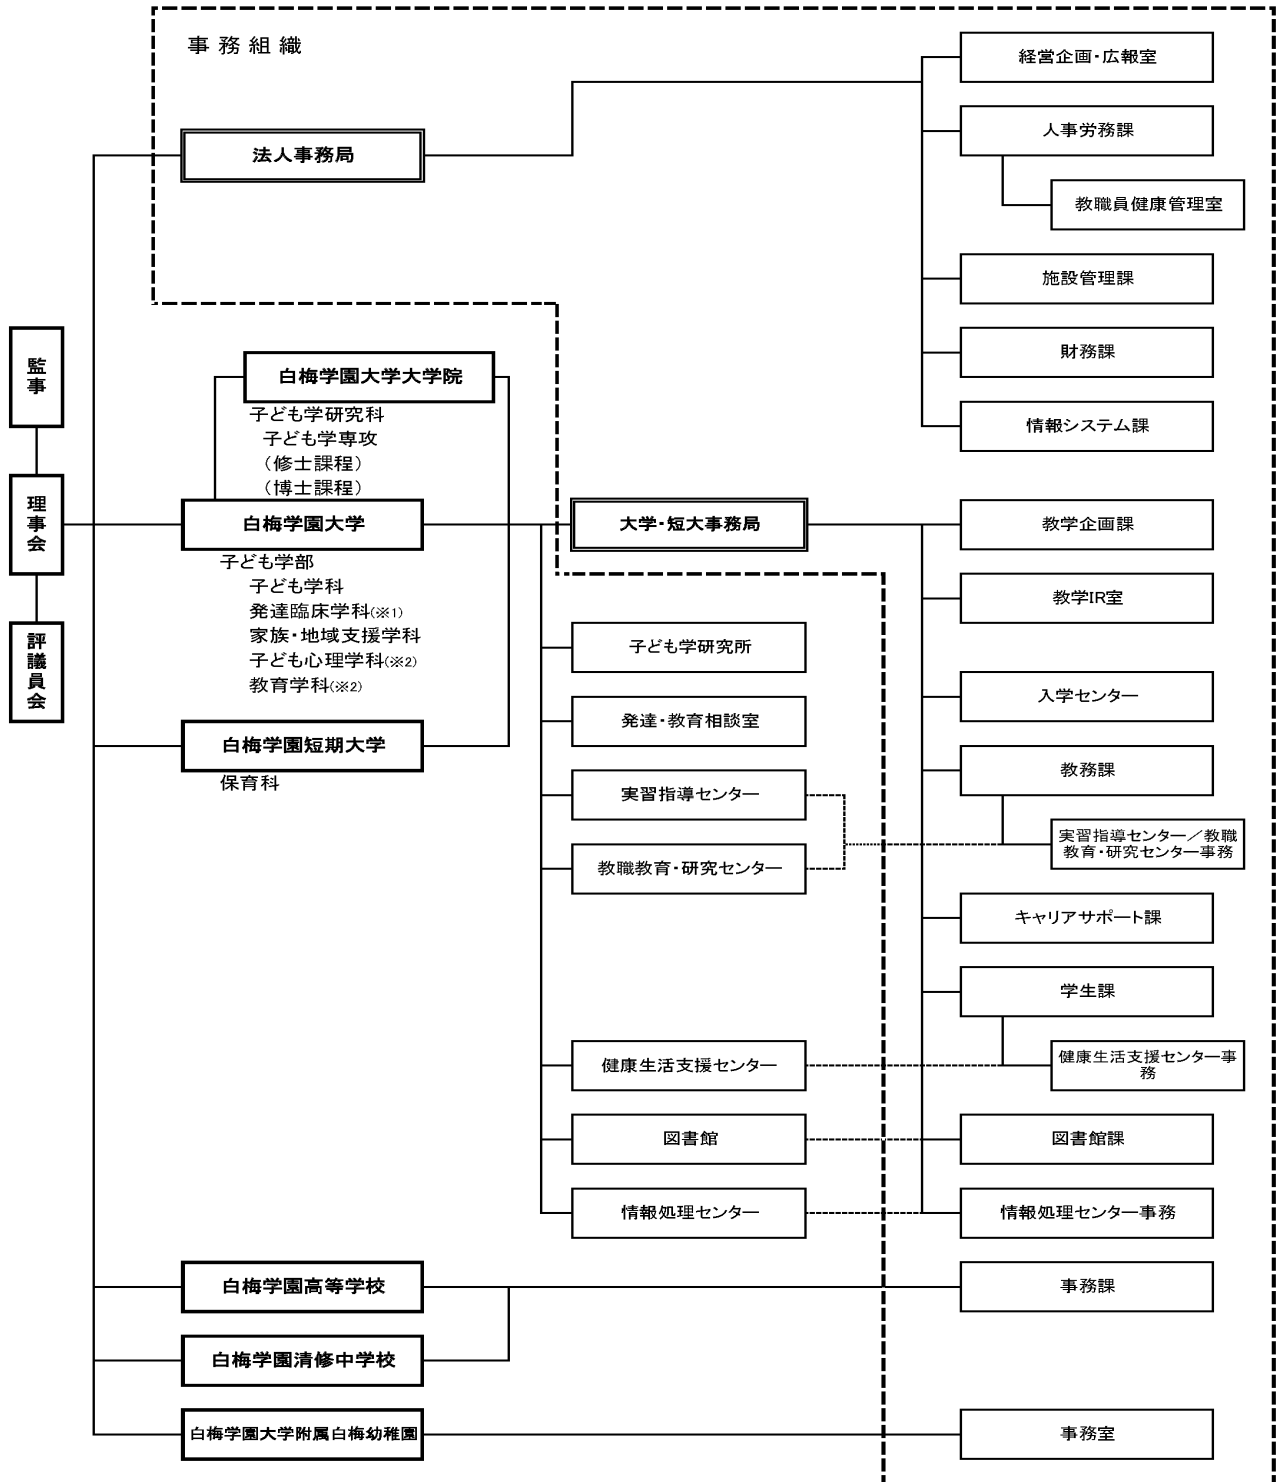 事務組織
経営企画・広報室
人事労務課
法人事務局
教職員健康管理室
施設管理課
財務課
情報システム課
監事
理事会
評議員会
白梅学園大学大学院
子ども学研究科
子ども学専攻
（修士課程）
（博士課程）
白梅学園大学
子ども学部
子ども学科
発達臨床学科(※1)
家族・地域支援学科
子ども心理学科(※2)
教育学科(※2)
白梅学園短期大学
保育科
大学・短大事務局
子ども学研究所
発達・教育相談室
実習指導センター
教職教育・研究センター
健康生活支援センター
図書館
情報処理センター
教学企画課
教学IR室
入学センター
教務課
実習指導センター／教職
教育・研究センター事務
キャリアサポート課
学生課
健康生活支援センター事
務
図書館課
情報処理センター事務
白梅学園高等学校
事務課
白梅学園清修中学校
白梅学園大学附属白梅幼稚園
事務室